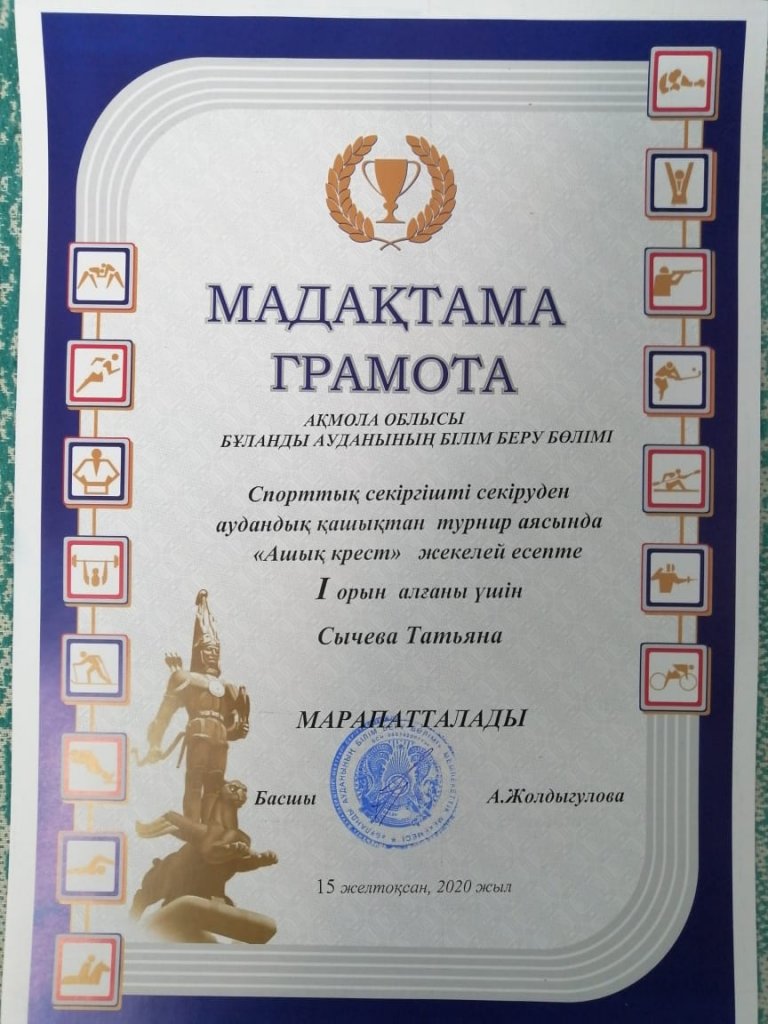 МАДАҚТАМА
ГРАМОТА
АҚМОЛА ОБЛЫСЫ
БҰЛАНДЫ АУДАНЫНЫҢ БІЛІМ БЕРУ БӨЛІМІ
Спорттық секіргішті секіруден
аудандық қашықтан турнир аясында
«Ашық крест» жекелей есепте
I орын алғаны үшін
Сычева Татьяна
МАРАПАТТАЛАДЫ
Басшы А.Жолдыгулова
15 желтоқсан, 2020 жыл